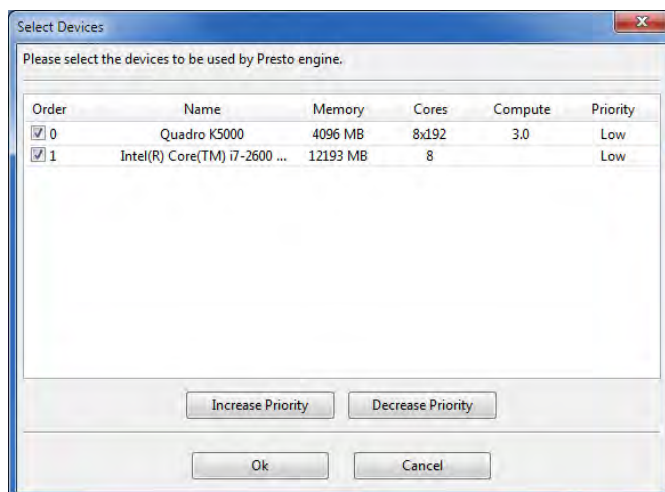 Select Devices
Please select the devices to be used by Presto engine.
Order Name Memory Cores Compute Priority
0 Quadro K5000 4096 MB 8x192 3.0 Low
1 Intel(R) Core(TM) i7-2600 ... 12193 MB 8 Low
Increase Priority Decrease Priority
Ok Cancel